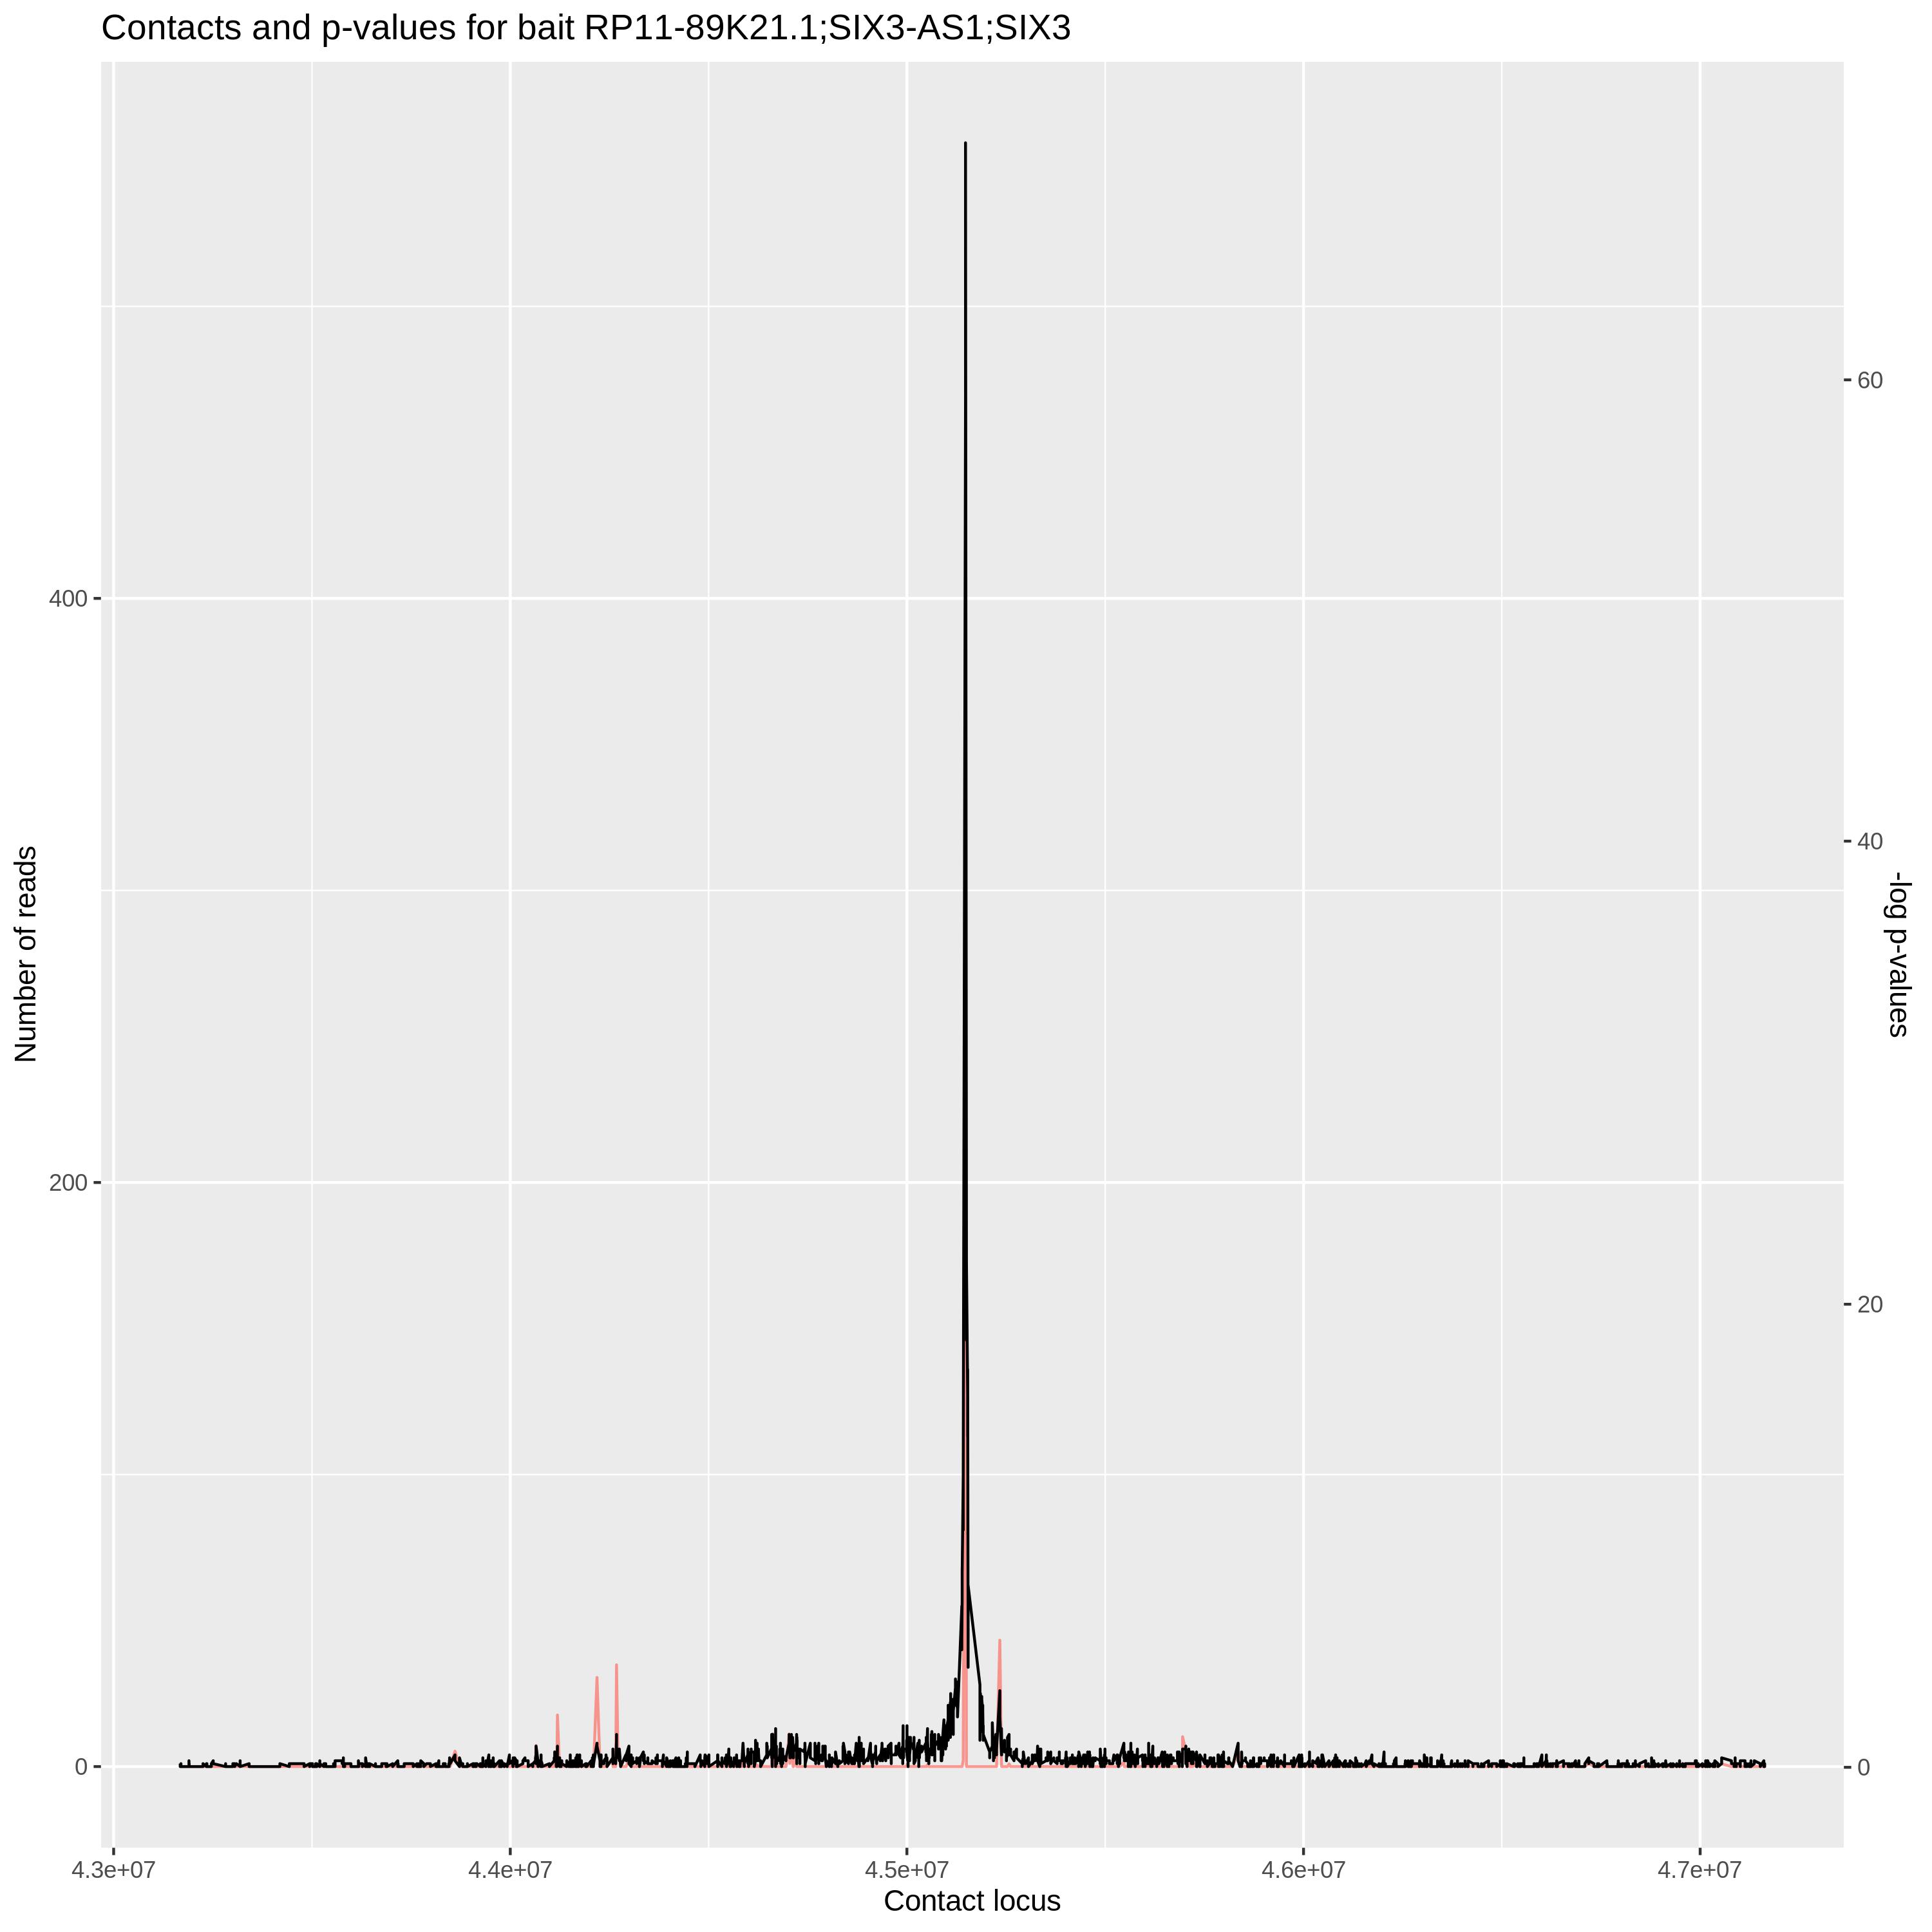 Contacts and p-values for bait RP11-89K21.1;SIX3-AS1;SIX3
Number of reads
400
200
0
60
40
20
0
-log p-values
4.3e+07
4.4e+07
4.5e+07
4.6e+07
4.7e+07
Contact locus